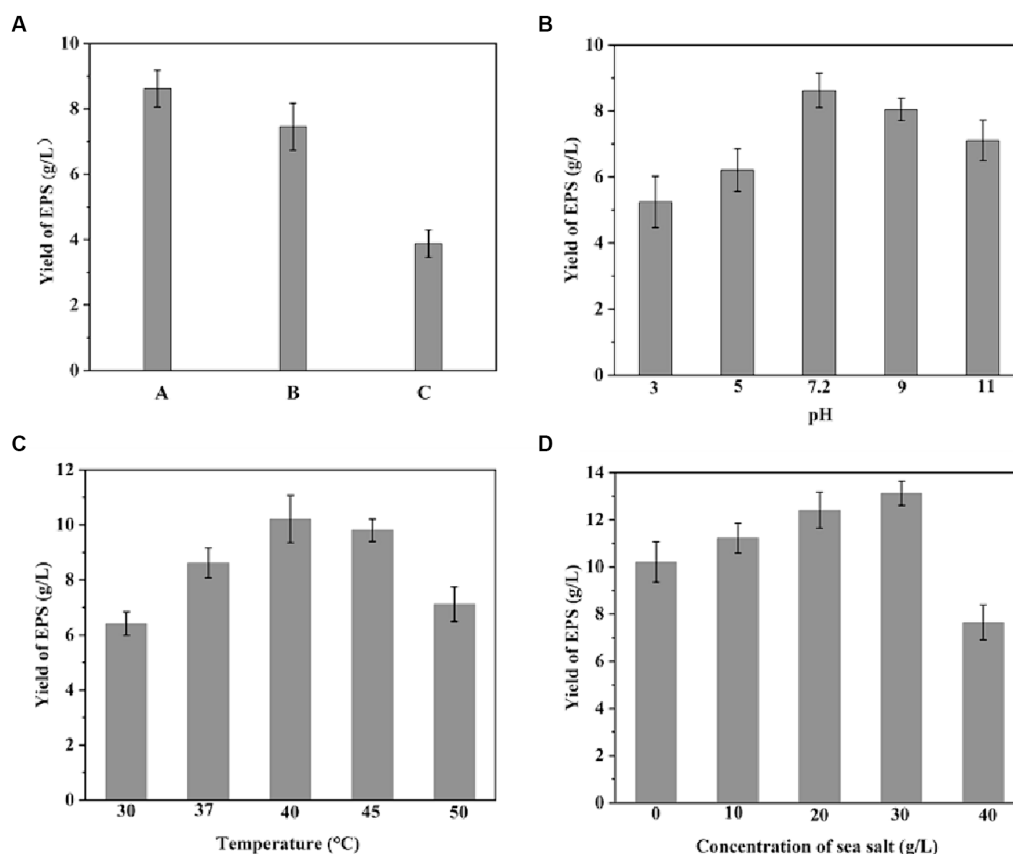 A
Yield of EPS (g/L)
10
8
6
4
2
0
A B C
B
Yield of EPS (g/L)
10
8
6
4
2
0
3 5 7.2 9 11
pH
C
Yield of EPS (g/L)
12
10
8
6
4
2
0
30 37 40 45 50
Temperature (°C)
D
Yield of EPS (g/L)
14
12
10
8
6
4
2
0
0 10 20 30 40
Concentration of sea salt (g/L)